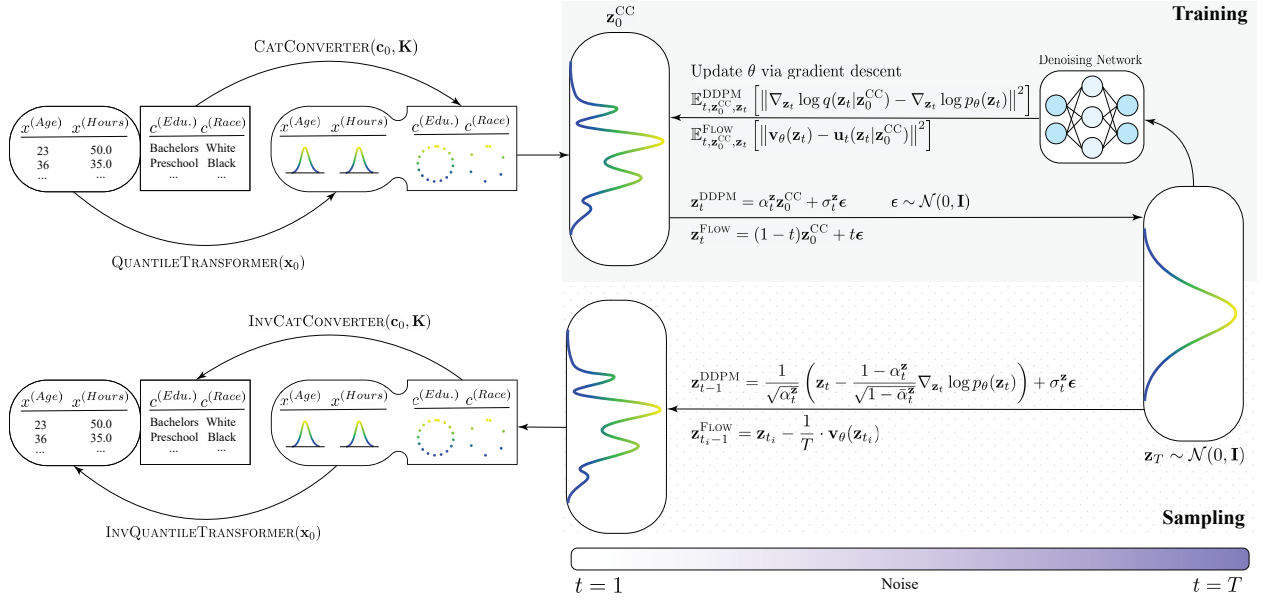 Training
z_0^CC
CATCONVERTER(c_0, K)
Denoising Network
Update θ via gradient descent
𝔼^DDPM_{t,z_0^CC,z_t} [‖∇_{z_t} log q(z_t|z_0^CC) − ∇_{z_t} log p_θ(z_t)‖^2]
𝔼^FLOW_{t,z_0^CC,z_t} [‖v_θ(z_t) − u_t(z_t|z_0^CC)‖^2]
x^(Age) x^(Hours) c^(Edu.) c^(Race)
23 50.0 Bachelors White
36 35.0 Preschool Black
... ... ... ...
x^(Age) x^(Hours) c^(Edu.) c^(Race)
z_t^DDPM = α_t^z z_0^CC + σ_t^z ϵ ϵ ∼ 𝒩(0, I)
z_t^FLOW = (1 − t)z_0^CC + tϵ
QUANTILETRANSFORMER(x_0)
INVCATCONVERTER(c_0, K)
x^(Age) x^(Hours) c^(Edu.) c^(Race)
23 50.0 Bachelors White
36 35.0 Preschool Black
... ... ... ...
x^(Age) x^(Hours) c^(Edu.) c^(Race)
z_{t−1}^DDPM = 1/√(α_t^z) (z_t − (1 − α_t^z)/√(1 − ᾱ_t^z) ∇_{z_t} log p_θ(z_t)) + σ_t^z ϵ
z_{t_i−1}^FLOW = z_{t_i} − 1/T · v_θ(z_{t_i})
z_T ∼ 𝒩(0, I)
INVQUANTILETRANSFORMER(x_0)
Sampling
t = 1 Noise t = T